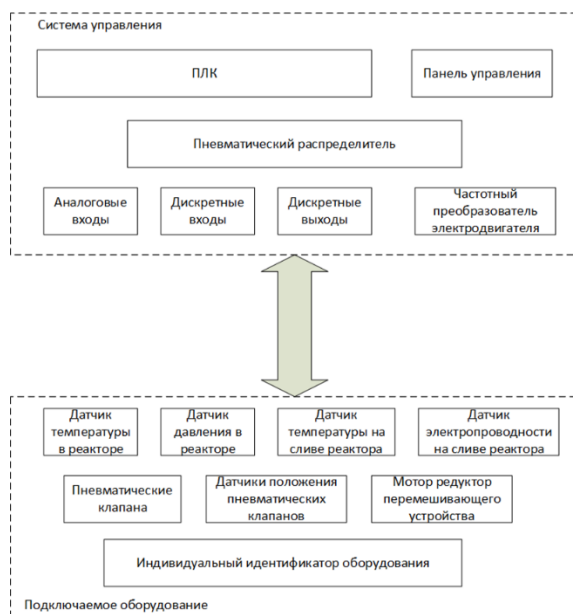 Система управления
ПЛК
Панель управления
Пневматический распределитель
Аналоговые
входы
Дискретные
входы
Дискретные
выходы
Частотный
преобразователь
электродвигателя
Датчик
температуры
в реакторе
Датчик
давления в
реакторе
Датчик
температуры на
сливе реактора
Датчик
электропроводности
на сливе реактора
Пневматические
клапана
Датчики положения
пневматических
клапанов
Мотор редуктор
перемешивающего
устройства
Индивидуальный идентификатор оборудования
Подключаемое оборудование